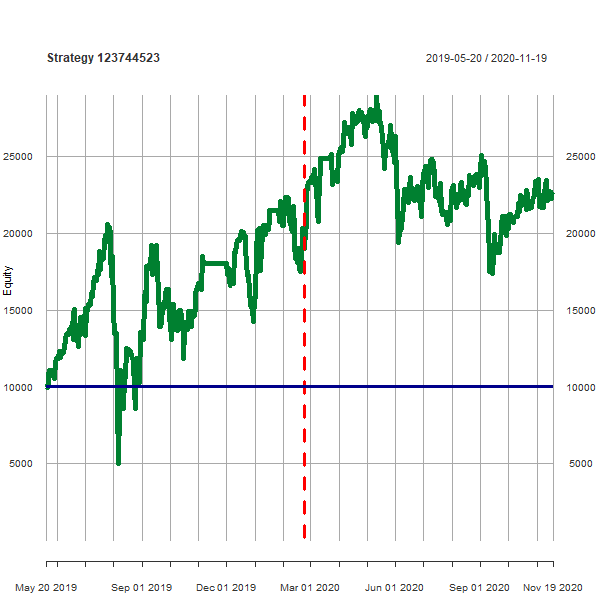 Strategy 123744523
2019-05-20 / 2020-11-19
25000
25000
20000
20000
Equity
15000
15000
10000
10000
5000
5000
May 20 2019
Sep 01 2019
Dec 01 2019
Mar 01 2020
Jun 01 2020
Sep 01 2020
Nov 19 2020